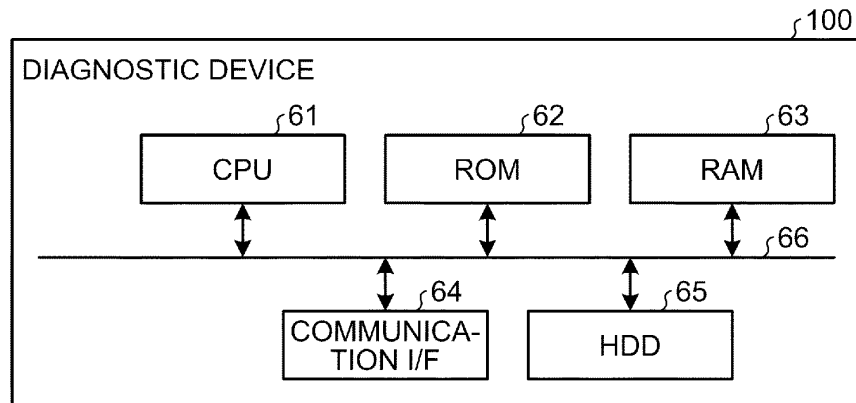 100
DIAGNOSTIC DEVICE
61
62
63
CPU
ROM
RAM
66
64
65
COMMUNICA-
TION I/F
HDD